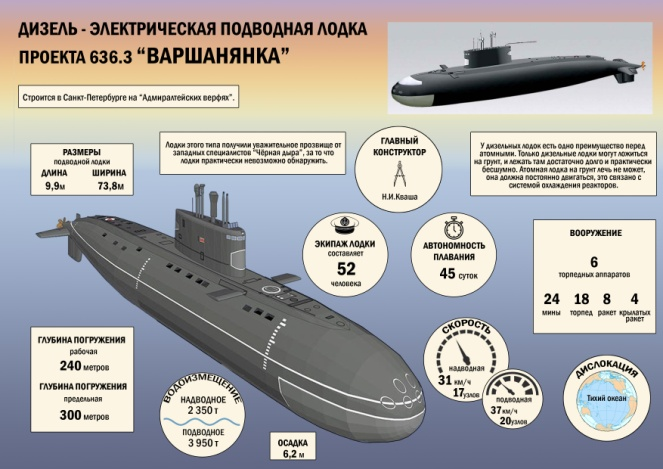 ДИЗЕЛЬ - ЭЛЕКТРИЧЕСКАЯ ПОДВОДНАЯ ЛОДКА
ПРОЕКТА 636.3 “ВАРШАНЯНКА”
Строится в Санкт-Петербурге на “Адмиралтейских верфях”.
РАЗМЕРЫ
подводной лодки
ДЛИНА ШИРИНА
9,9м 73,8м
Лодки этого типа получили уважительное прозвище от
западных специалистов “Чёрная дыра”, за то что
лодки практически невозможно обнаружить.
ГЛАВНЫЙ
КОНСТРУКТОР
Н.И.Кваша
У дизельных лодок есть одно преимущество перед
атомными. Только дизельные лодки могут ложиться
на грунт, и лежать там достаточно долго и практически
бесшумно. Атомная лодка на грунт лечь не может,
она должна постоянно двигаться, это связано с
системой охлаждения реакторов.
ЭКИПАЖ ЛОДКИ
составляет
52
человека
АВТОНОМНОСТЬ
ПЛАВАНИЯ
45 суток
ВООРУЖЕНИЕ
6
торпедных аппаратов
24 18 8 4
мины торпед ракет крылатых
ракет
ГЛУБИНА ПОГРУЖЕНИЯ
рабочая
240 метров
ГЛУБИНА ПОГРУЖЕНИЯ
предельная
300 метров
ВОДОИЗМЕЩЕНИЕ
НАДВОДНОЕ
2 350 т
ПОДВОДНОЕ
3 950 т
ОСАДКА
6,2 м
СКОРОСТЬ
надводная
31 км/ч
17узлов
подводная
37км/ч
20узлов
ДИСЛОКАЦИЯ
Тихий океан